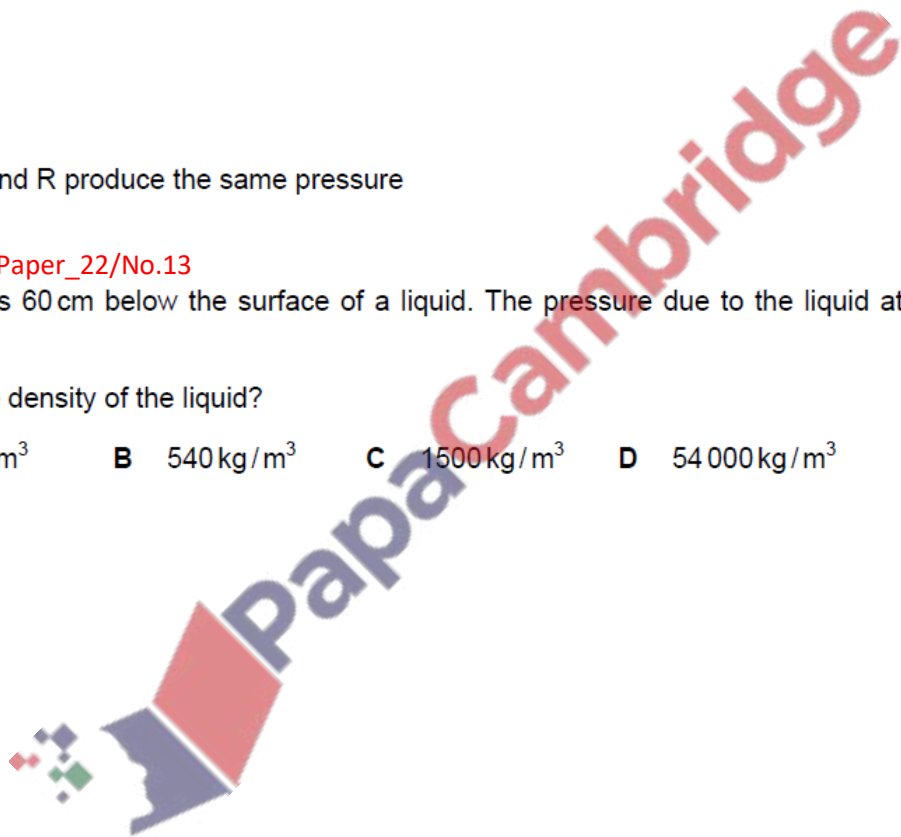 nd R produce the same pressure
Paper_22/No.13
s 60 cm below the surface of a liquid. The pressure due to the liquid at
density of the liquid?
m³ B 540 kg/m³ C 1500 kg/m³ D 54 000 kg/m³
PapaCambridge